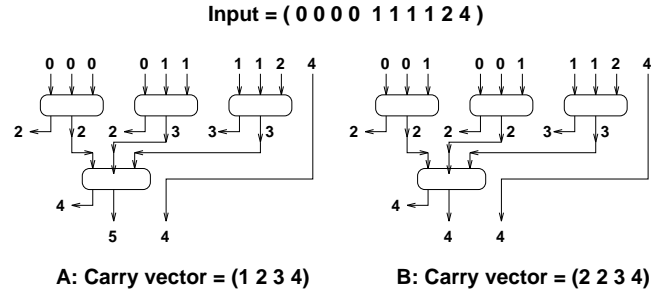 Input = ( 0 0 0 0 1 1 1 1 2 4 )
0 0 0 0 1 1 1 1 2 4 0 0 1 0 0 1 1 1 2 4
2 2 2 3 3 3 2 2 2 2 3 3
4 4
5 4 4 4
A: Carry vector = (1 2 3 4) B: Carry vector = (2 2 3 4)